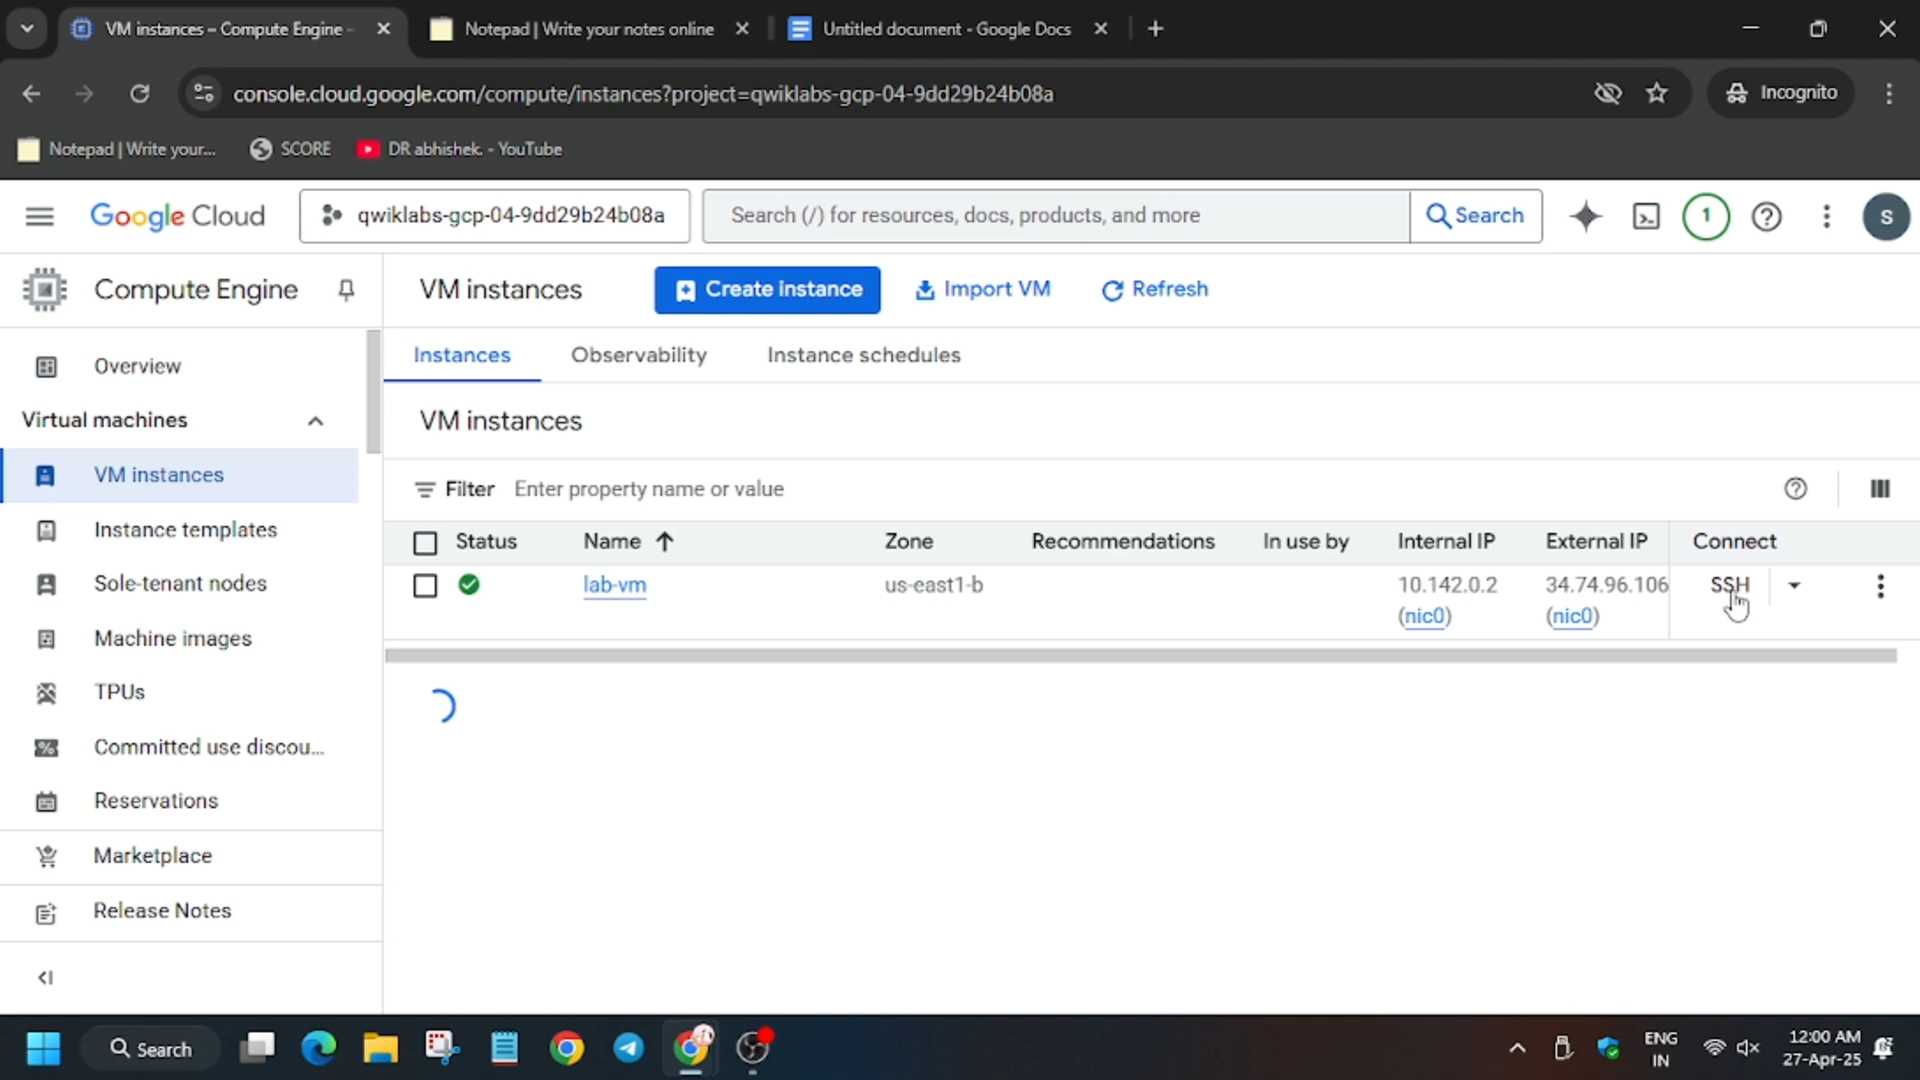 VM instances – Compute Engine -
Notepad | Write your notes online
Untitled document - Google Docs
console.cloud.google.com/compute/instances?project=qwiklabs-gcp-04-9dd29b24b08a
Incognito
Notepad | Write your...
SCORE
DR abhishek. - YouTube
Google Cloud
qwiklabs-gcp-04-9dd29b24b08a
Search (/) for resources, docs, products, and more
Search
1
S
Compute Engine
VM instances
Create instance
Import VM
Refresh
Overview
Virtual machines
VM instances
Instance templates
Sole-tenant nodes
Machine images
TPUs
Committed use discou...
Reservations
Marketplace
Release Notes
Instances
Observability
Instance schedules
VM instances
Filter
Enter property name or value
Status
Name
Zone
Recommendations
In use by
Internal IP
External IP
Connect
lab-vm
us-east1-b
10.142.0.2
(nic0)
34.74.96.106
(nic0)
SSH
Search
ENG
IN
12:00 AM
27-Apr-25